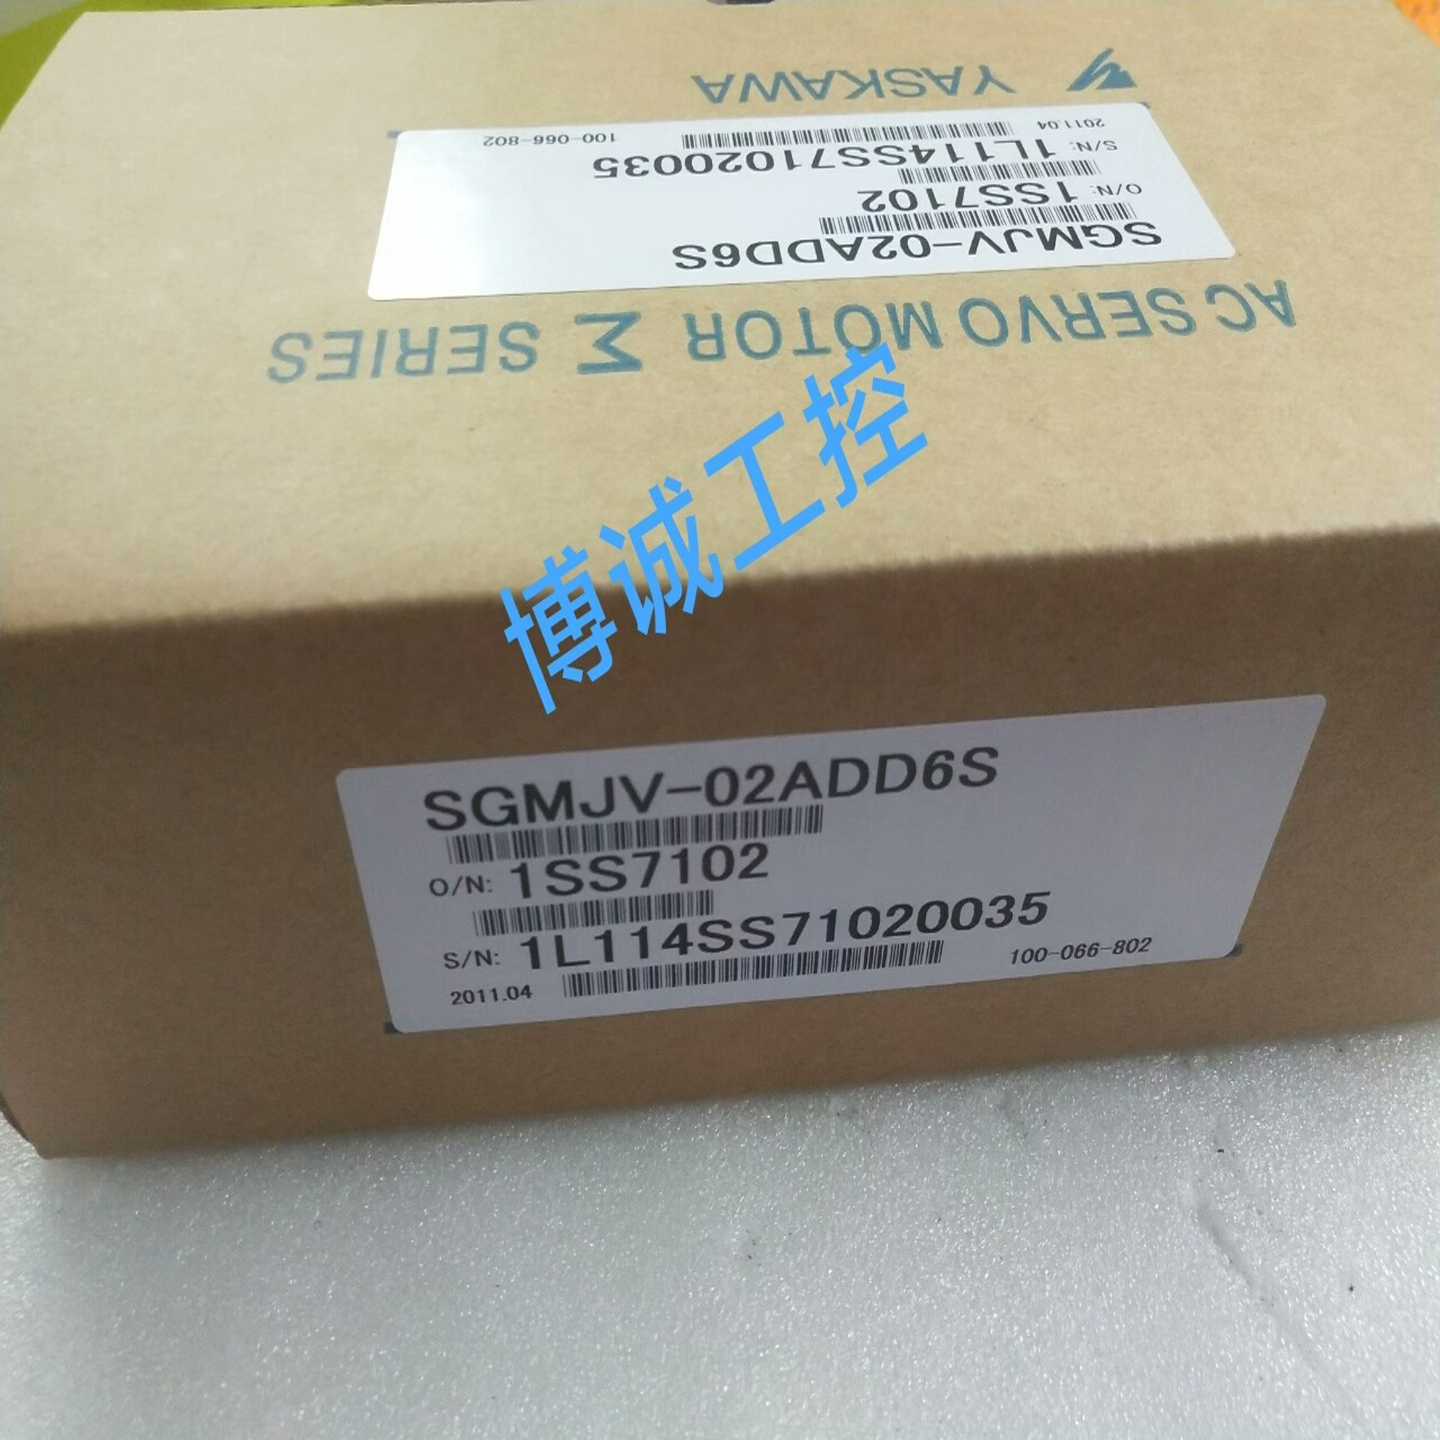 YASKAWA
2011.04
100-066-802
S/N: 1L114SS71020035
O/N: 1SS7102
SGMJV-02ADD6S
AC SERVO MOTOR Σ SERIES
博诚工控
SGMJV-02ADD6S
O/N: 1SS7102
S/N: 1L114SS71020035
2011.04
100-066-802